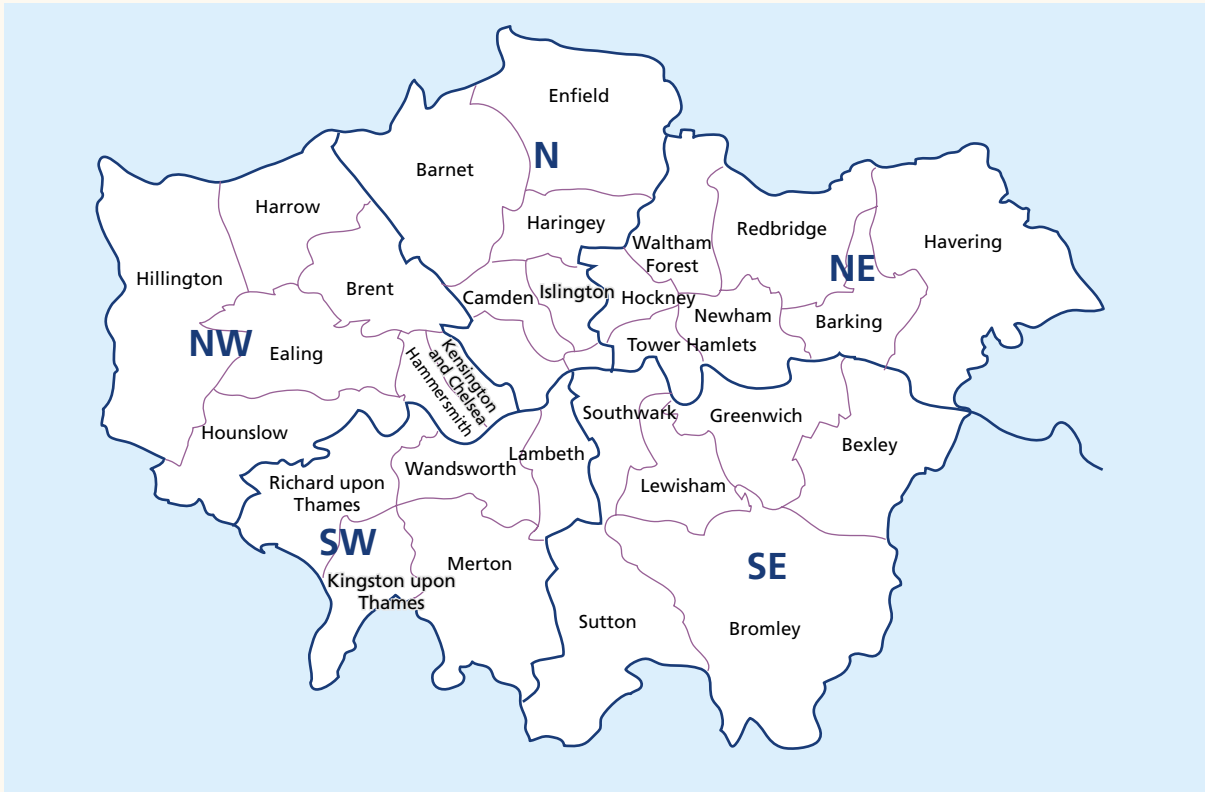 Enfield
N
Barnet
Harrow
Haringey
Redbridge
Waltham
Forest
Havering
NE
Hillington
Brent
Camden
Islington
Hockney
Newham
Barking
NW
Ealing
Tower Hamlets
Kensington
and Chelsea
Hammersmith
Southwark
Greenwich
Hounslow
Bexley
Lambeth
Wandsworth
Richard upon
Thames
Lewisham
SW
Merton
SE
Kingston upon
Thames
Sutton
Bromley